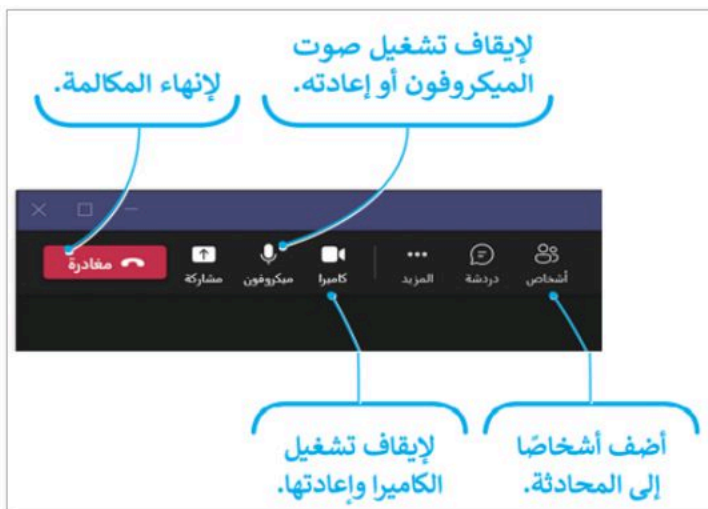 لإيقاف تشغيل صوت
الميكروفون أو إعادته.
لإنهاء المكالمة.
أشخاص
دردشة
المزيد
كاميرا
ميكروفون
مشاركة
مغادرة
أضف أشخاصًا
إلى المحادثة.
لإيقاف تشغيل
الكاميرا وإعادتها.